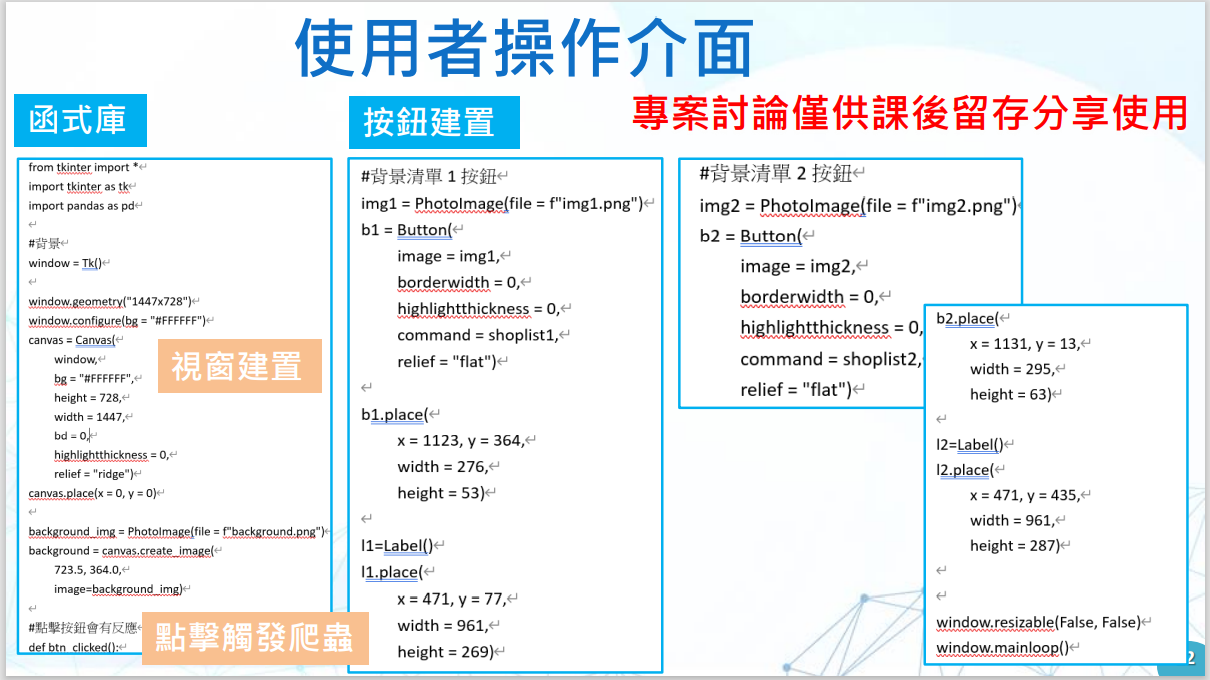 使用者操作介面
函式庫
按鈕建置
專案討論僅供課後留存分享使用
from tkinter import *↵
import tkinter as tk↵
import pandas as pd↵
↵
#背景↵
window = Tk()↵
↵
window.geometry("1447x728")↵
window.configure(bg = "#FFFFFF")↵
canvas = Canvas(↵
window,↵
bg = "#FFFFFF",↵
height = 728,↵
width = 1447,↵
bd = 0,↵
highlightthickness = 0,↵
relief = "ridge")↵
canvas.place(x = 0, y = 0)↵
↵
background_img = PhotoImage(file = f"background.png")↵
background = canvas.create_image(↵
723.5, 364.0,↵
image=background_img)↵
↵
#點擊按鈕會有反應↵
def btn_clicked():↵
視窗建置
點擊觸發爬蟲
#背景清單 1 按鈕↵
img1 = PhotoImage(file = f"img1.png")↵
b1 = Button(↵
image = img1,↵
borderwidth = 0,↵
highlightthickness = 0,↵
command = shoplist1,↵
relief = "flat")↵
↵
b1.place(↵
x = 1123, y = 364,↵
width = 276,↵
height = 53)↵
↵
l1=Label()↵
l1.place(↵
x = 471, y = 77,↵
width = 961,↵
height = 269)↵
#背景清單 2 按鈕↵
img2 = PhotoImage(file = f"img2.png")↵
b2 = Button(↵
image = img2,↵
borderwidth = 0,↵
highlightthickness = 0,
command = shoplist2,
relief = "flat")↵
b2.place(↵
x = 1131, y = 13,↵
width = 295,↵
height = 63)↵
↵
l2=Label()↵
l2.place(↵
x = 471, y = 435,↵
width = 961,↵
height = 287)↵
↵
↵
window.resizable(False, False)↵
window.mainloop()↵
2